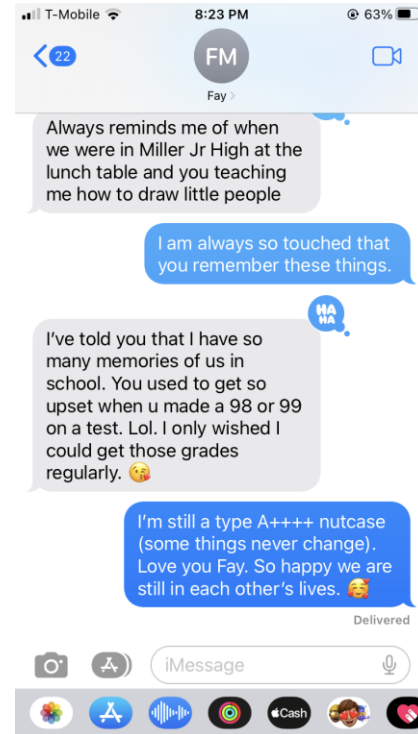 T-Mobile 8:23 PM 63%
22
FM
Fay
Always reminds me of when
we were in Miller Jr High at the
lunch table and you teaching
me how to draw little people
I am always so touched that
you remember these things.
HA
HA
I've told you that I have so
many memories of us in
school. You used to get so
upset when u made a 98 or 99
on a test. Lol. I only wished I
could get those grades
regularly. 😘
I'm still a type A++++ nutcase
(some things never change).
Love you Fay. So happy we are
still in each other's lives. 🥰
Delivered
iMessage
Cash